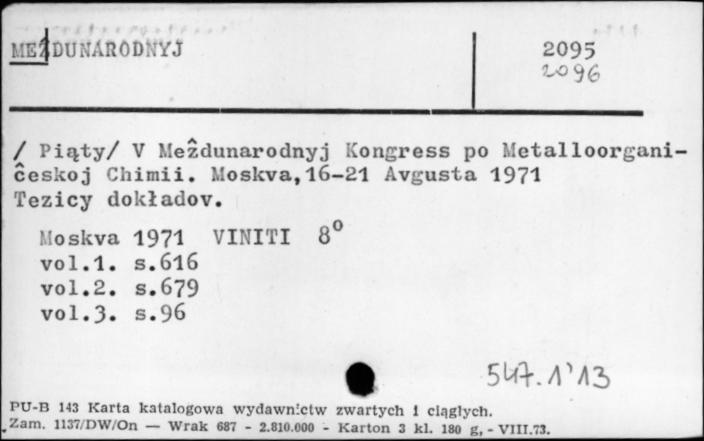 MEẐDUNARODNYJ
2095
2096
/ Piąty/ V Meẑdunarodnyj Kongress po Metalloorgani-
ĉeskoj Chimii. Moskva,16-21 Avgusta 1971
Tezicy dokładov.
Moskva 1971 VINITI 8°
vol.1. s.616
vol.2. s.679
vol.3. s.96
547.1'13
PU-B 143 Karta katalogowa wydawnictw zwartych i ciągłych.
Zam. 1137/DW/On — Wrak 687 - 2.810.000 - Karton 3 kl. 180 g, - VIII.73.